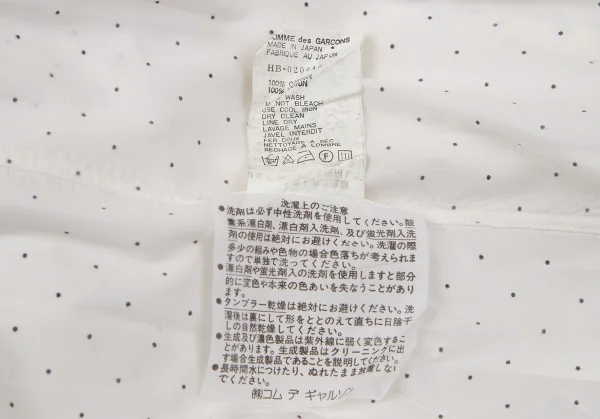 COMME des GARCONS
MADE IN JAPAN
FABRIQUE AU JAPON
HB-020
100%
100%
WASH
DO NOT BLEACH
USE COOL IRON
DRY CLEAN
LINE DRY
LAVAGE MAINS
JAVEL INTERDIT
FER DOUX
NETTOYAGE A SEC
SECHAGE A L'OMBRE
洗濯上のご注意
●洗剤は必ず中性洗剤を使用してください。酸
素系漂白剤、漂白剤入洗剤、及び蛍光剤入洗
剤の使用は絶対にお避けください。洗濯の際
多少の縮みや色物の場合色落ちが考えられま
すので単独で洗ってください。
●漂白剤や蛍光剤入の洗剤を使用しますと部分
的に変色や本来の色あいを失なうことがあり
ます。
●タンブラー乾燥は絶対にお避けください。洗
濯後は裏にして形をととのえて直ちに日陰干
しの自然乾燥してください。
●生成及び濃色製品は紫外線に弱く変色するこ
とがあります。生成製品はクリーニングに出
す場合生成製品であることを説明してください。
●長時間水につけたり、ぬれたまま放置しない
でください。
㈱コム デ ギャルソン